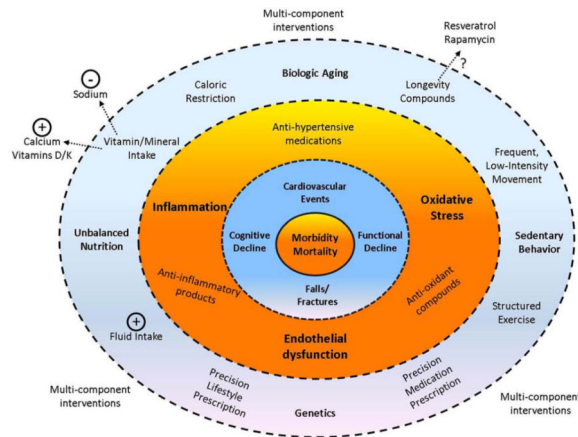 Multi-component
interventions
Resveratrol
Rapamycin
?
Biologic Aging
-
Sodium
Caloric
Restriction
Longevity
Compounds
+
Calcium
Vitamins D/K
Vitamin/Mineral
Intake
Anti-hypertensive
medications
Frequent,
Low-Intensity
Movement
Cardiovascular
Events
Inflammation
Oxidative
Stress
Unbalanced
Nutrition
Cognitive
Decline
Morbidity
Mortality
Functional
Decline
Sedentary
Behavior
Anti-inflammatory
products
Falls/
Fractures
Anti-oxidant
compounds
+
Fluid Intake
Structured
Exercise
Endothelial
dysfunction
Multi-component
interventions
Precision
Lifestyle
Prescription
Genetics
Precision
Medication
Prescription
Multi-component
interventions